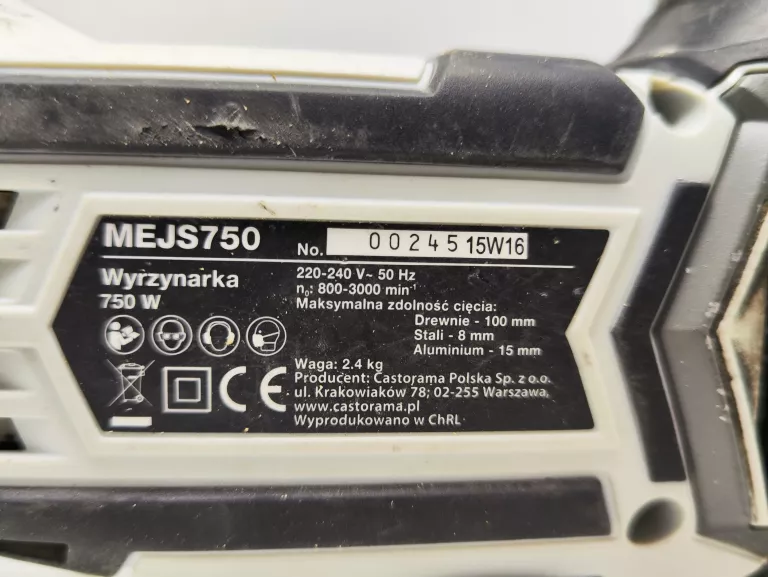 MEJS750
No. 00245 15W16
Wyrzynarka
750 W
220-240 V~ 50 Hz
n₀: 800-3000 min⁻¹
Maksymalna zdolność cięcia:
Drewnie - 100 mm
Stali - 8 mm
Aluminium - 15 mm
Waga: 2.4 kg
Producent: Castorama Polska Sp. z o.o.
ul. Krakowiaków 78; 02-255 Warszawa,
www.castorama.pl
Wyprodukowano w ChRL
CE